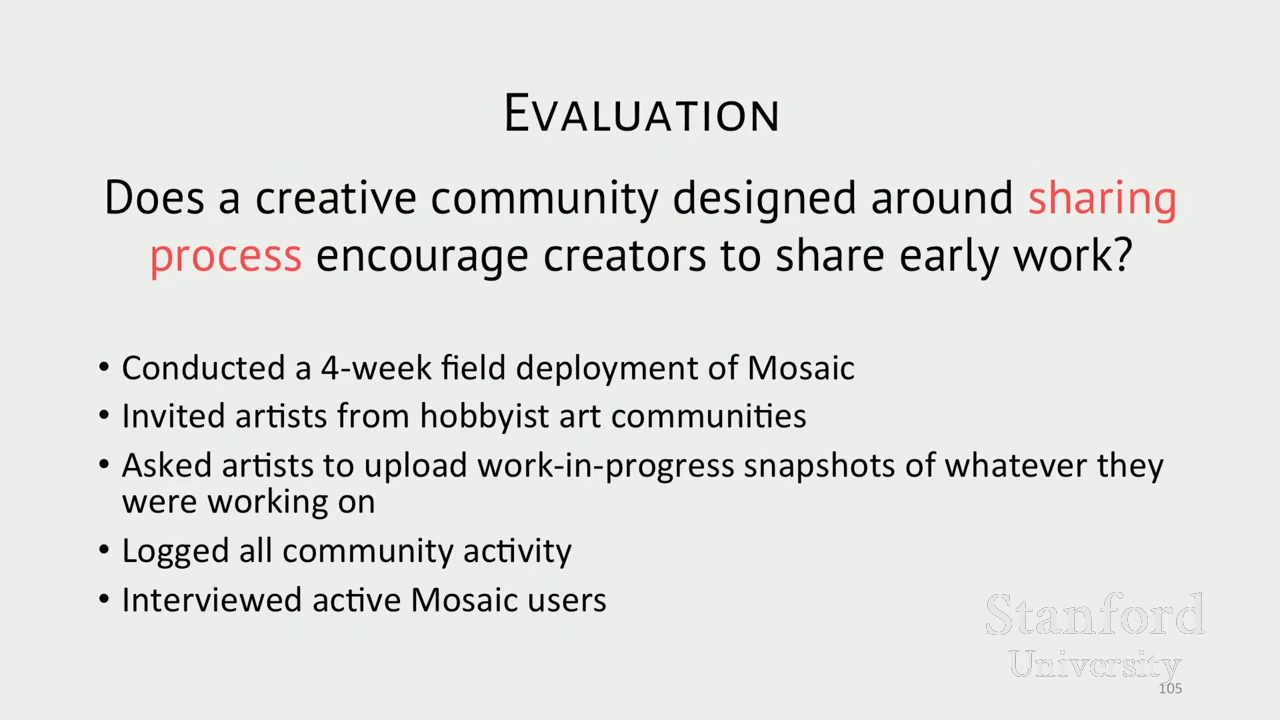 EVALUATION
Does a creative community designed around sharing
process encourage creators to share early work?
• Conducted a 4-week field deployment of Mosaic
• Invited artists from hobbyist art communities
• Asked artists to upload work-in-progress snapshots of whatever they
were working on
• Logged all community activity
• Interviewed active Mosaic users
Stanford
University
105